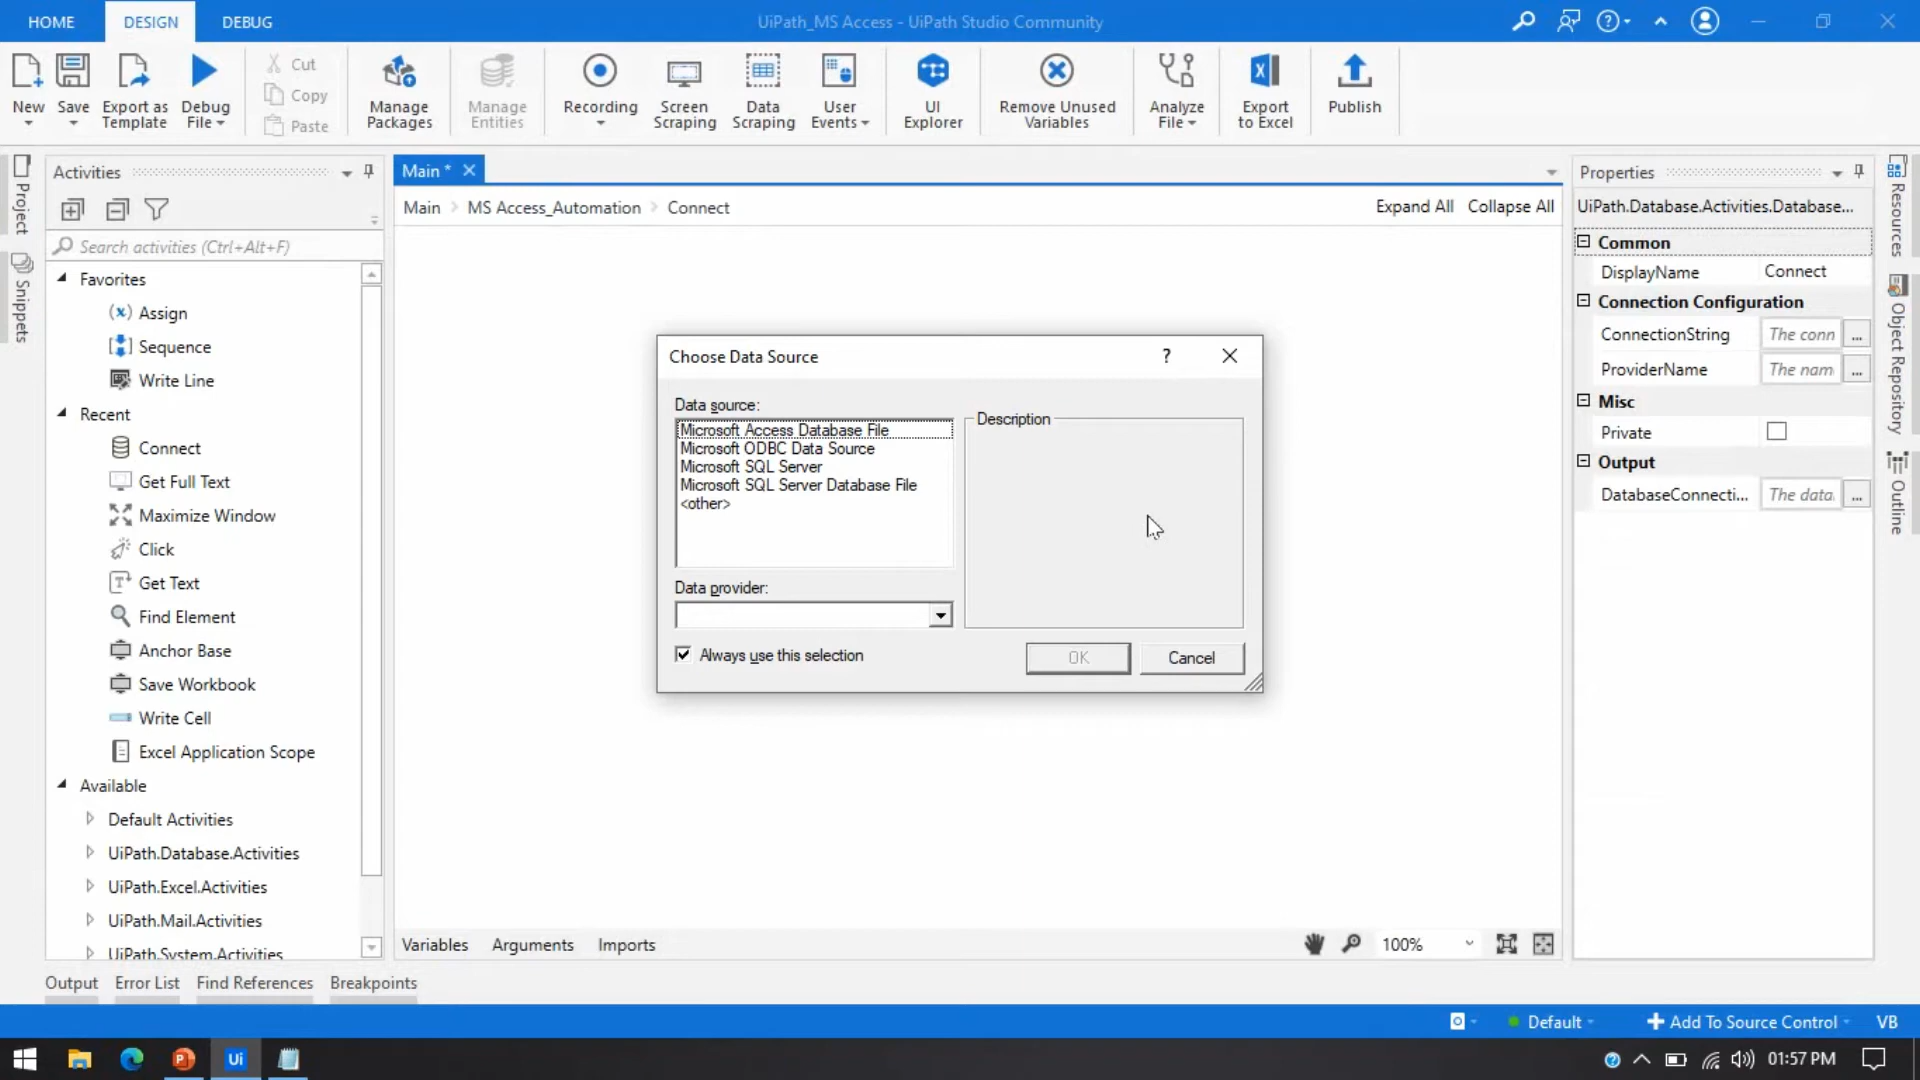 HOME DESIGN DEBUG UiPath_MS Access - UiPath Studio Community
New Save Export as Template Debug File Cut Copy Paste Manage Packages Manage Entities Recording Screen Scraping Data Scraping User Events UI Explorer Remove Unused Variables Analyze File Export to Excel Publish
Project
Snippets
Activities
Search activities (Ctrl+Alt+F)
Favorites
Assign
Sequence
Write Line
Recent
Connect
Get Full Text
Maximize Window
Click
Get Text
Find Element
Anchor Base
Save Workbook
Write Cell
Excel Application Scope
Available
Default Activities
UiPath.Database.Activities
UiPath.Excel.Activities
UiPath.Mail.Activities
UiPath.System.Activities
Main *
Main MS Access_Automation Connect Expand All Collapse All
Choose Data Source ?
Data source:
Microsoft Access Database File
Microsoft ODBC Data Source
Microsoft SQL Server
Microsoft SQL Server Database File
<other>
Description
Data provider:
Always use this selection
OK Cancel
Variables Arguments Imports 100%
Properties
UiPath.Database.Activities.Database...
Common
DisplayName Connect
Connection Configuration
ConnectionString The conn ...
ProviderName The nam ...
Misc
Private
Output
DatabaseConnecti... The data. ...
Resources
Object Repository
Outline
Output Error List Find References Breakpoints
Default Add To Source Control VB
Ui 01:57 PM